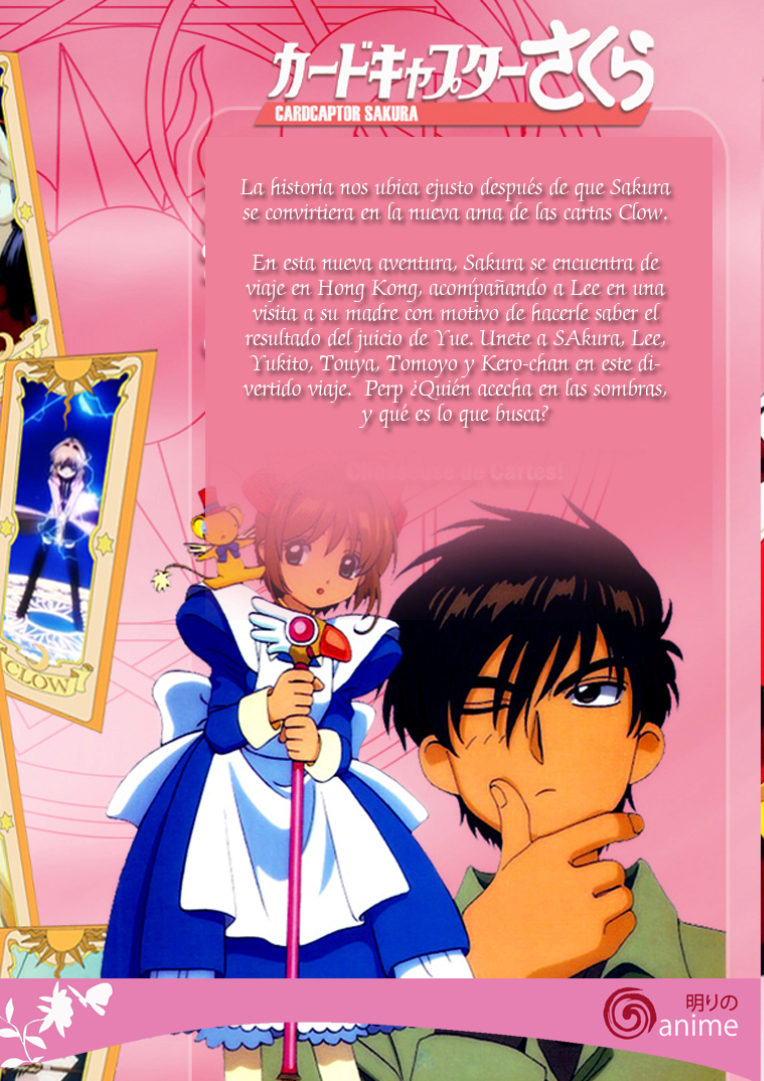 カードキャプターさくら
CARDCAPTOR SAKURA
La historia nos ubica ejusto después de que Sakura
se convirtiera en la nueva ama de las cartas Clow.
En esta nueva aventura, Sakura se encuentra de
viaje en Hong Kong, acomípañando a Lee en una
visita a su madre con motivo de hacerle saber el
resultado del juicio de Yue. Unete a SAkura, Lee,
Yukito, Touya, Tomoyo y Kero-chan en este di-
vertido viaje.  Perp ¿Quién acecha en las sombras,
y qué es lo que busca?
de Cartes!
CLOW
明りの
anime